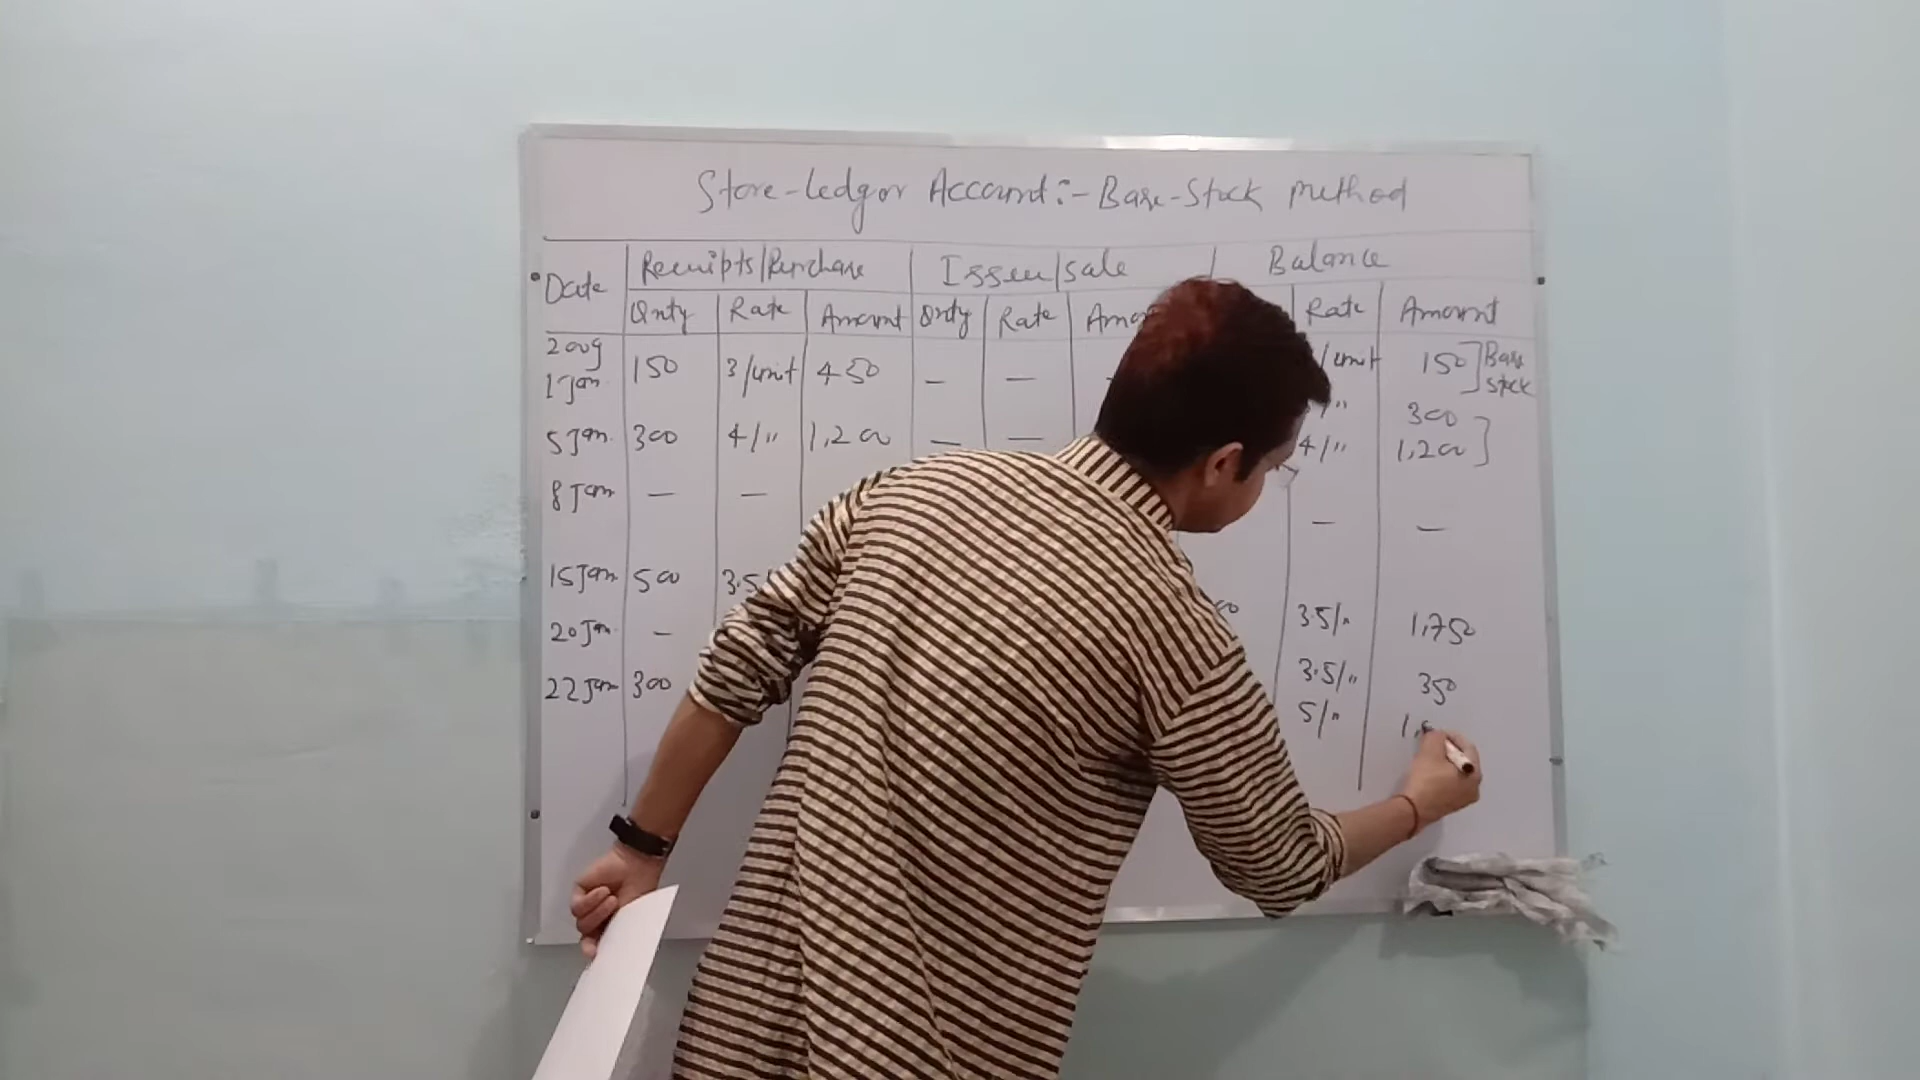 Store-Ledger Account:- Base-Stock Method
Date Receipts/Purchase Issue/Sale Balance
Qnty Rate Amount Qnty Rate Rate Amount
2009
1 Jan 150 3/unit 450 — — /unit 150 ] Base Stock
300
5 Jan. 300 4/" 1,200 — — 4/" 1,200 ]
8 Jan — — — —
15 Jan 500 3.5 3.5/" 1,750
20 Jan. — 3.5/" 350
22 Jan 300 5/"